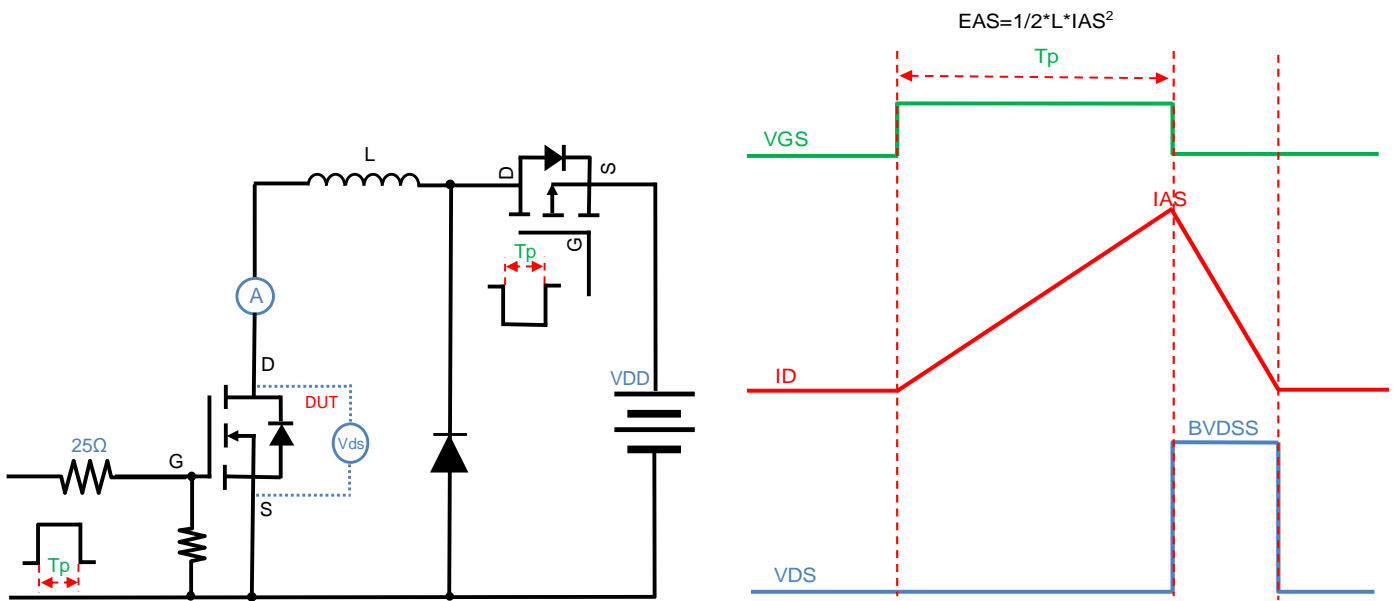 EAS=1/2*L*IAS²
Tp
VGS
L
D
S
G
Tp
IAS
A
D
VDD
ID
DUT
Vds
BVDSS
25Ω
G
S
Tp
VDS